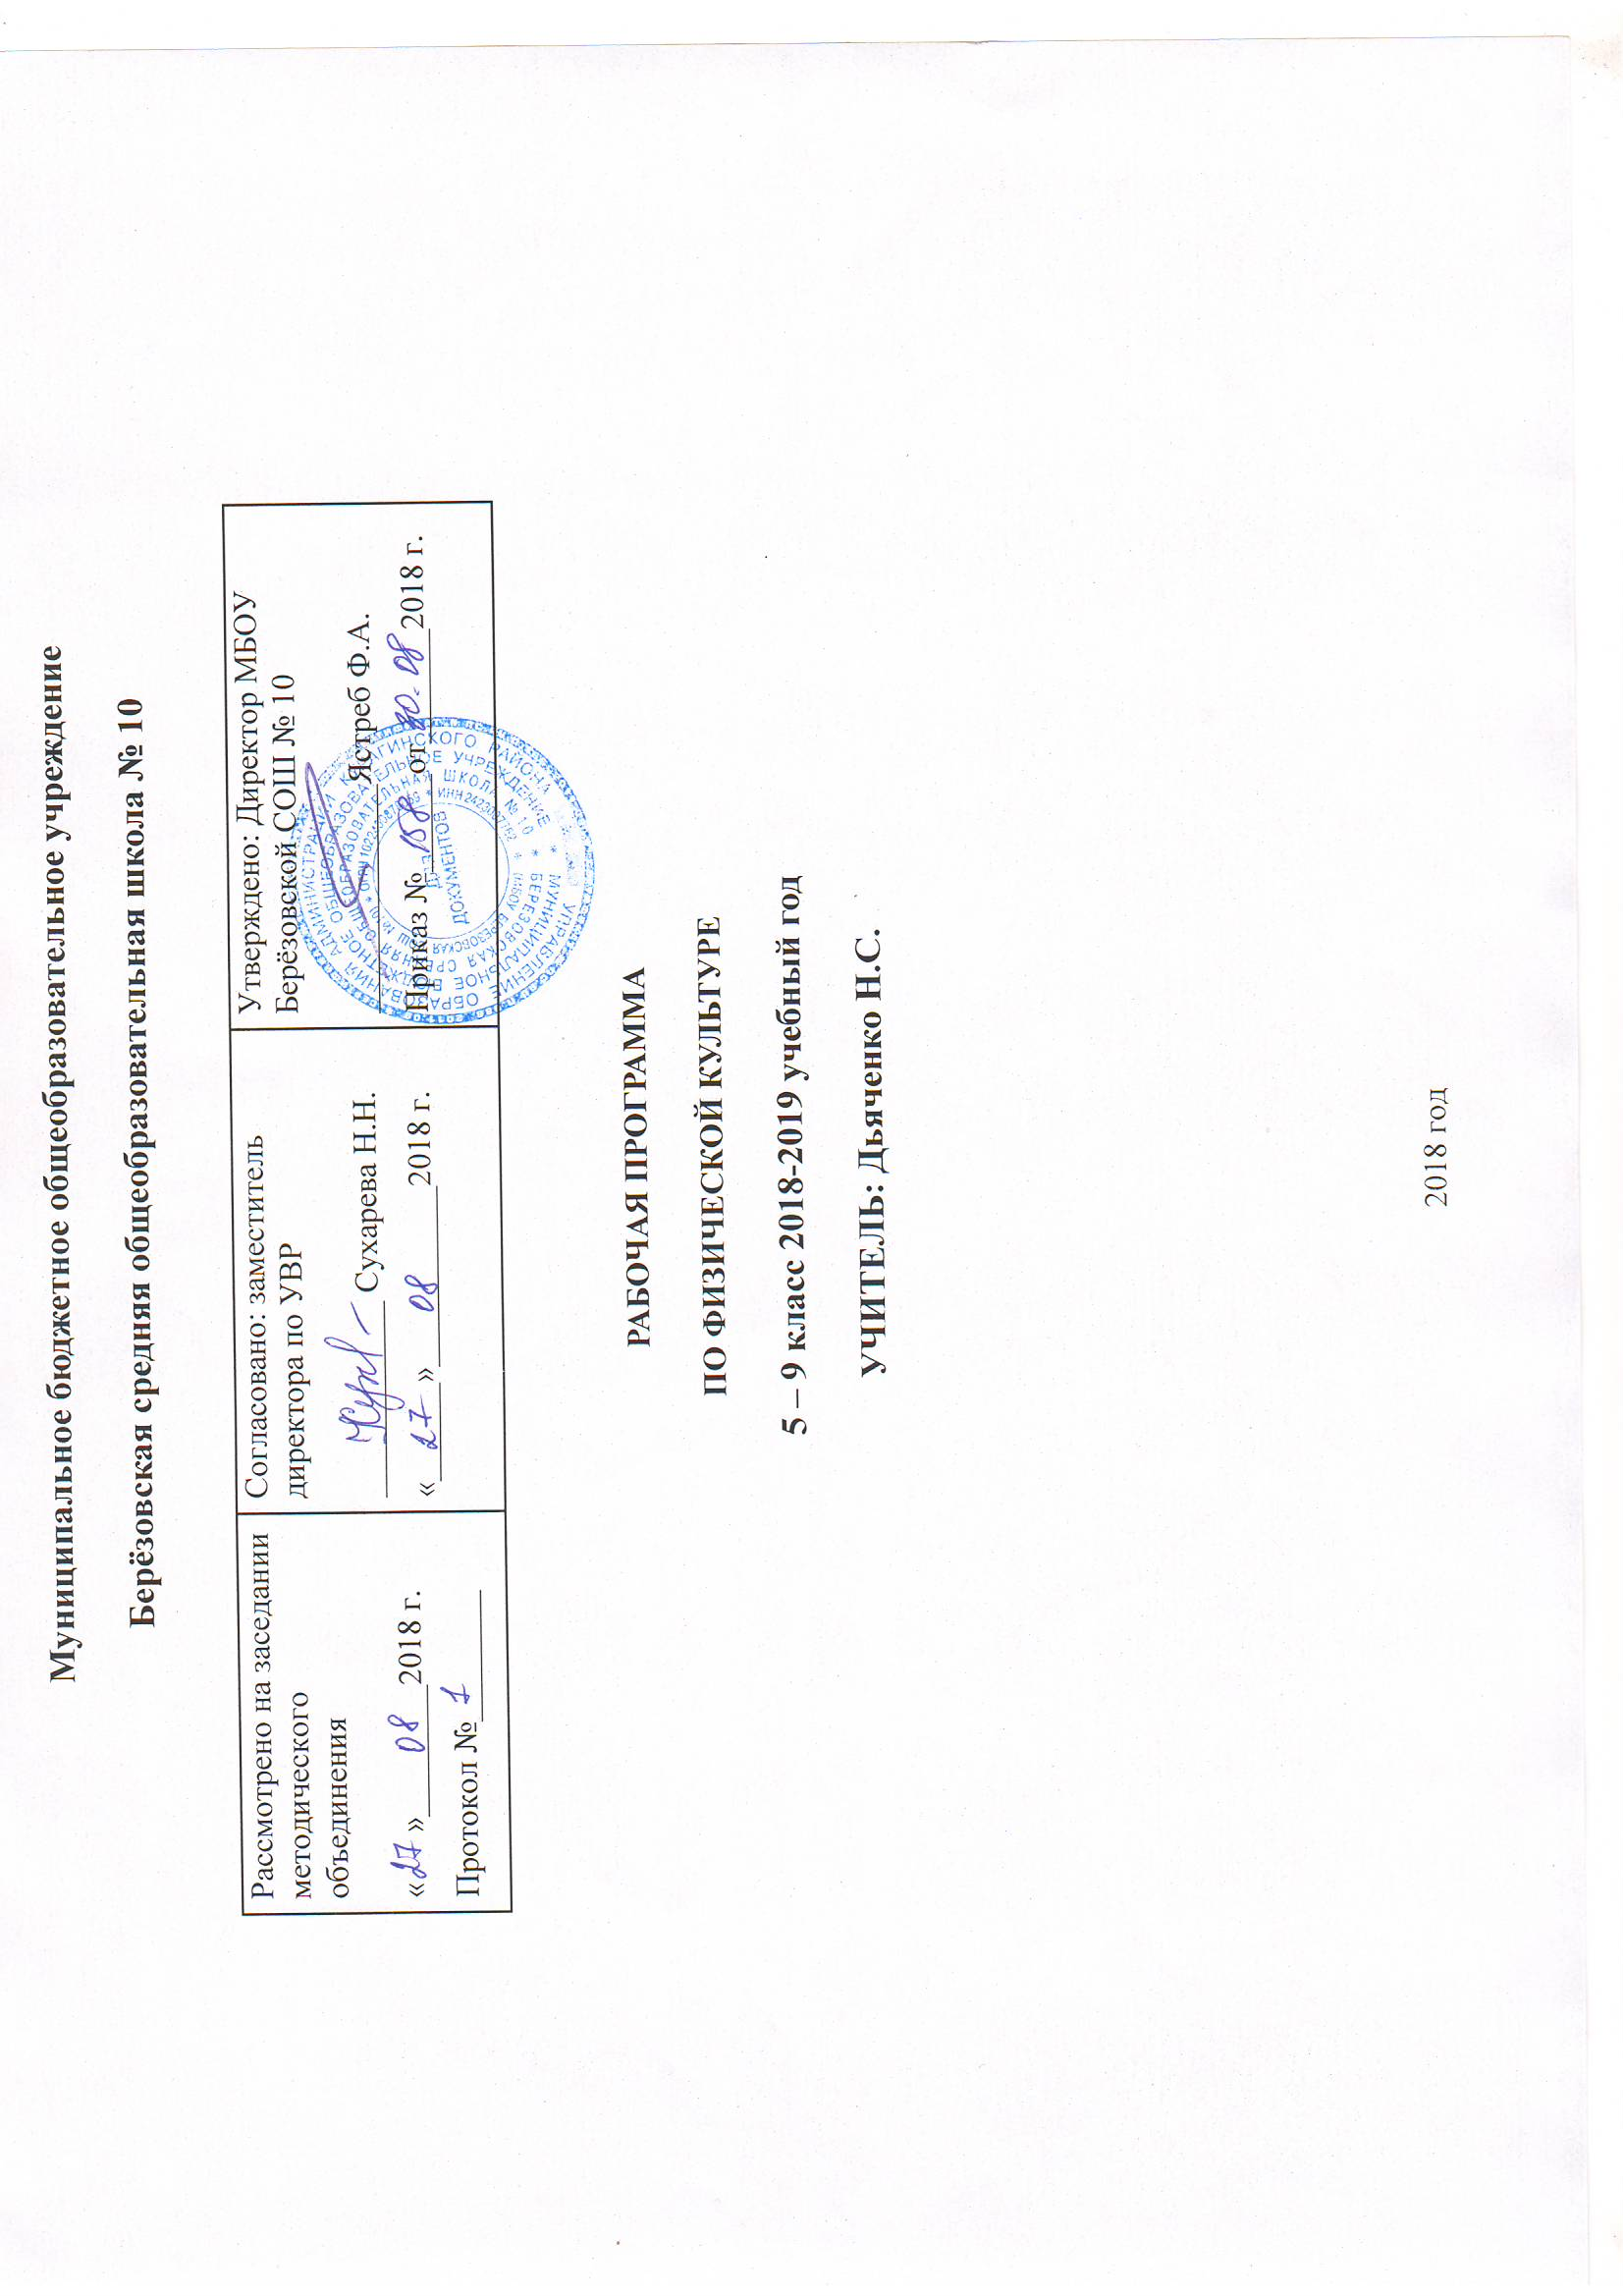 Муниципальное бюджетное общеобразовательное учреждение
Берёзовская средняя общеобразовательная школа № 10
Рассмотрено на заседании
методического
объединения
«27» 08 2018 г.
Протокол № 1
Согласовано: заместитель
директора по УВР
Сухарева Н.Н.
«27» 08 2018 г.
Утверждено: Директор МБОУ
Берёзовской СОШ № 10
Ястреб Ф.А.
Приказ № 158 от 30.08 2018 г.
ДОКУМЕНТОВ
РАБОЧАЯ ПРОГРАММА
ПО ФИЗИЧЕСКОЙ КУЛЬТУРЕ
5 – 9 класс 2018-2019 учебный год
УЧИТЕЛЬ: Дьяченко Н.С.
2018 год